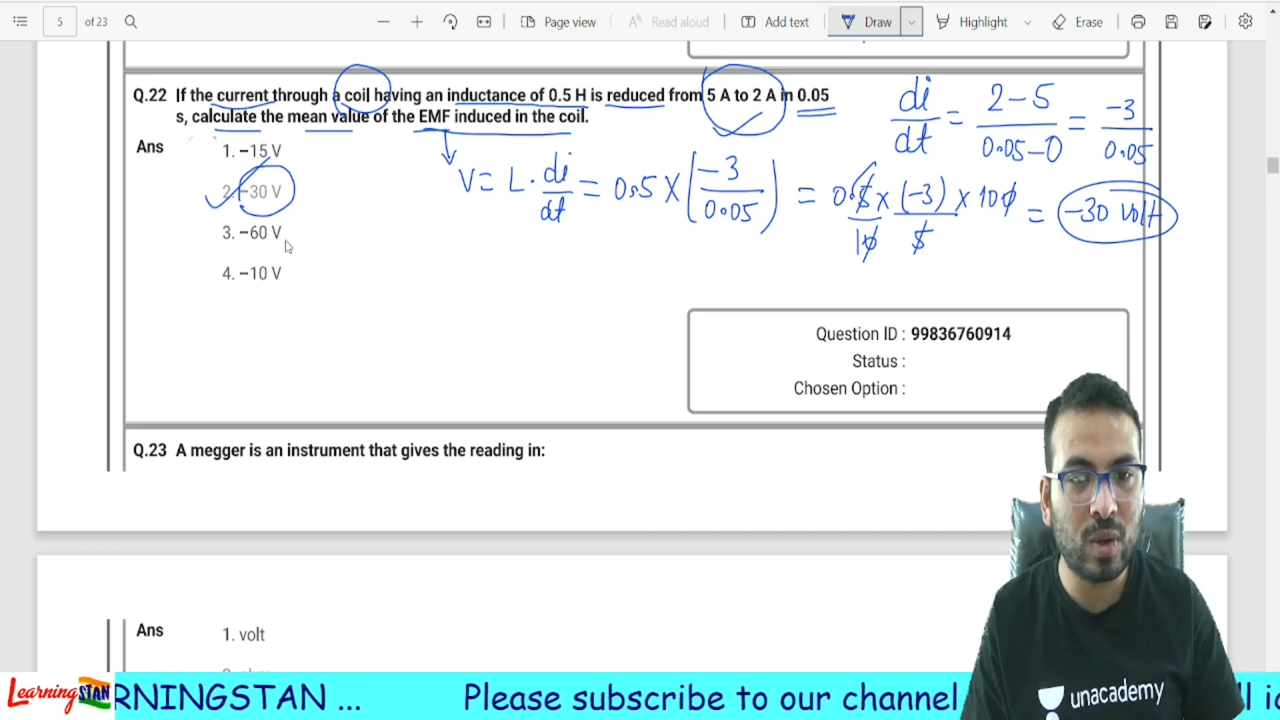 5 of 23
Page view
Read aloud
Add text
Draw
Highlight
Erase
Q.22 If the current through a coil having an inductance of 0.5 H is reduced from 5 A to 2 A in 0.05
s, calculate the mean value of the EMF induced in the coil.
di/dt = (2-5)/(0.05-0) = -3/0.05
Ans
1. −15 V
2. −30 V
3. −60 V
4. −10 V
V = L · di/dt = 0.5 × (-3/0.05) = 0.5/10 × (-3)/5 × 100 = -30 volt
Question ID : 99836760914
Status :
Chosen Option :
Q.23 A megger is an instrument that gives the reading in:
Ans
1. volt
Learning STAN
RNINGSTAN ... Please subscribe to our channel
unacademy